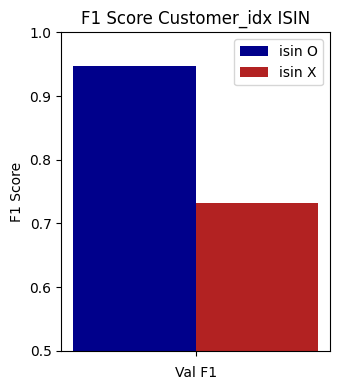 F1 Score Customer_idx ISIN
1.0
0.9
0.8
0.7
0.6
0.5
F1 Score
isin O
isin X
Val F1